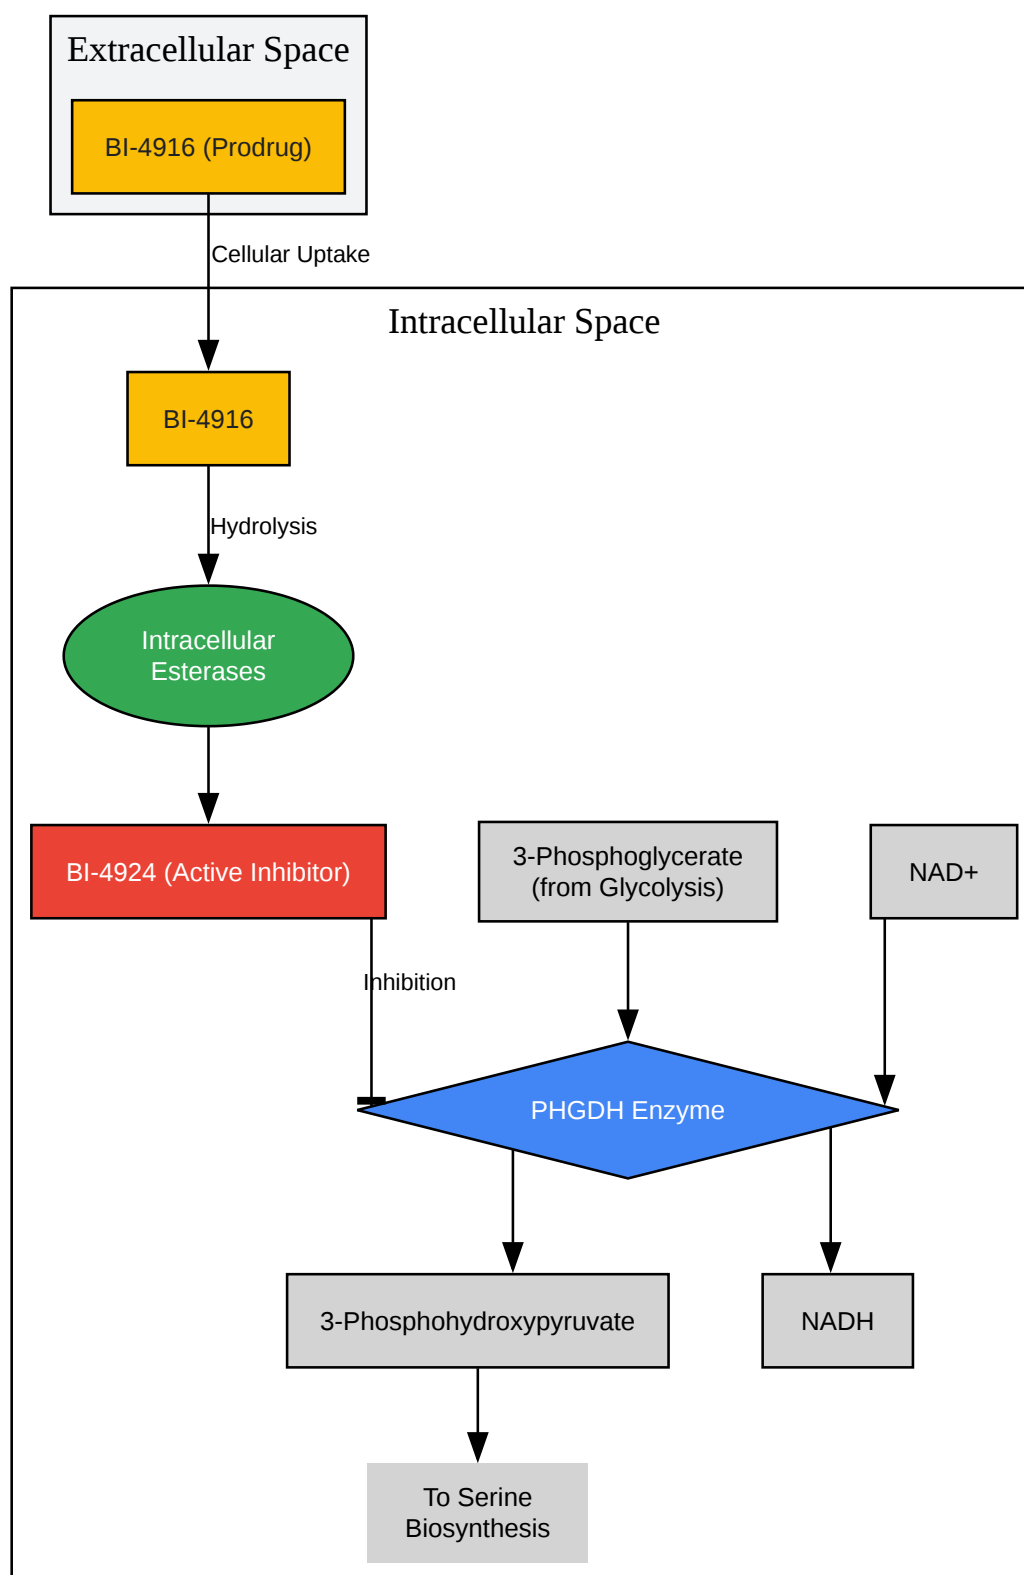 Extracellular Space
BI-4916 (Prodrug)
Cellular Uptake
Intracellular Space
BI-4916
Hydrolysis
Intracellular
Esterases
BI-4924 (Active Inhibitor)
3-Phosphoglycerate
(from Glycolysis)
NAD+
Inhibition
PHGDH Enzyme
3-Phosphohydroxypyruvate
NADH
To Serine
Biosynthesis